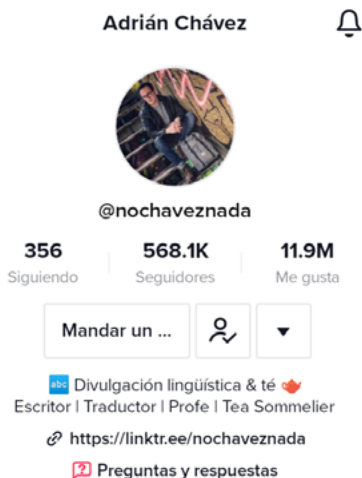 Adrián Chávez
@nochaveznada
356 568.1K 11.9M
Siguiendo Seguidores Me gusta
Mandar un ...
🔤 Divulgación lingüística & té 🫖
Escritor | Traductor | Profe | Tea Sommelier
https://linktr.ee/nochaveznada
Preguntas y respuestas